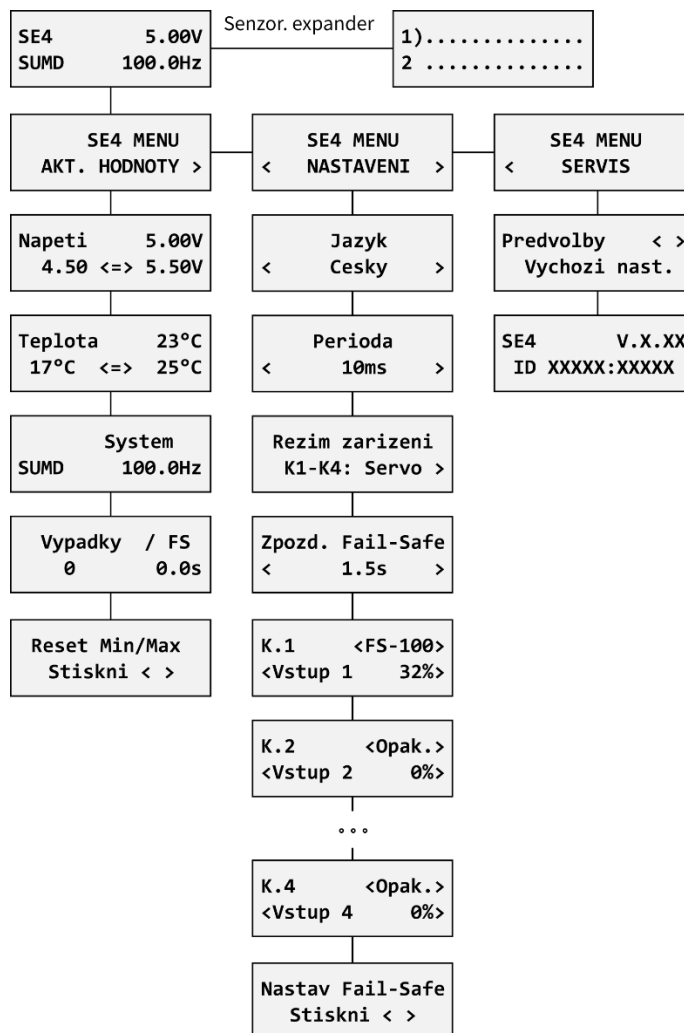 SE4 5.00V
SUMD 100.0Hz
Senzor. expander
1)..............
2 ..............
SE4 MENU
AKT. HODNOTY >
SE4 MENU
< NASTAVENI >
SE4 MENU
< SERVIS
Napeti 5.00V
4.50 <=> 5.50V
Teplota 23°C
17°C <=> 25°C
System
SUMD 100.0Hz
Vypadky / FS
0 0.0s
Reset Min/Max
Stiskni < >
Jazyk
< Cesky >
Perioda
< 10ms >
Rezim zarizeni
K1-K4: Servo >
Zpozd. Fail-Safe
< 1.5s >
K.1 <FS-100>
<Vstup 1 32%>
K.2 <Opak.>
<Vstup 2 0%>
°°°
K.4 <Opak.>
<Vstup 4 0%>
Nastav Fail-Safe
Stiskni < >
Predvolby < >
Vychozi nast.
SE4 V.X.XX
ID XXXXX:XXXXX